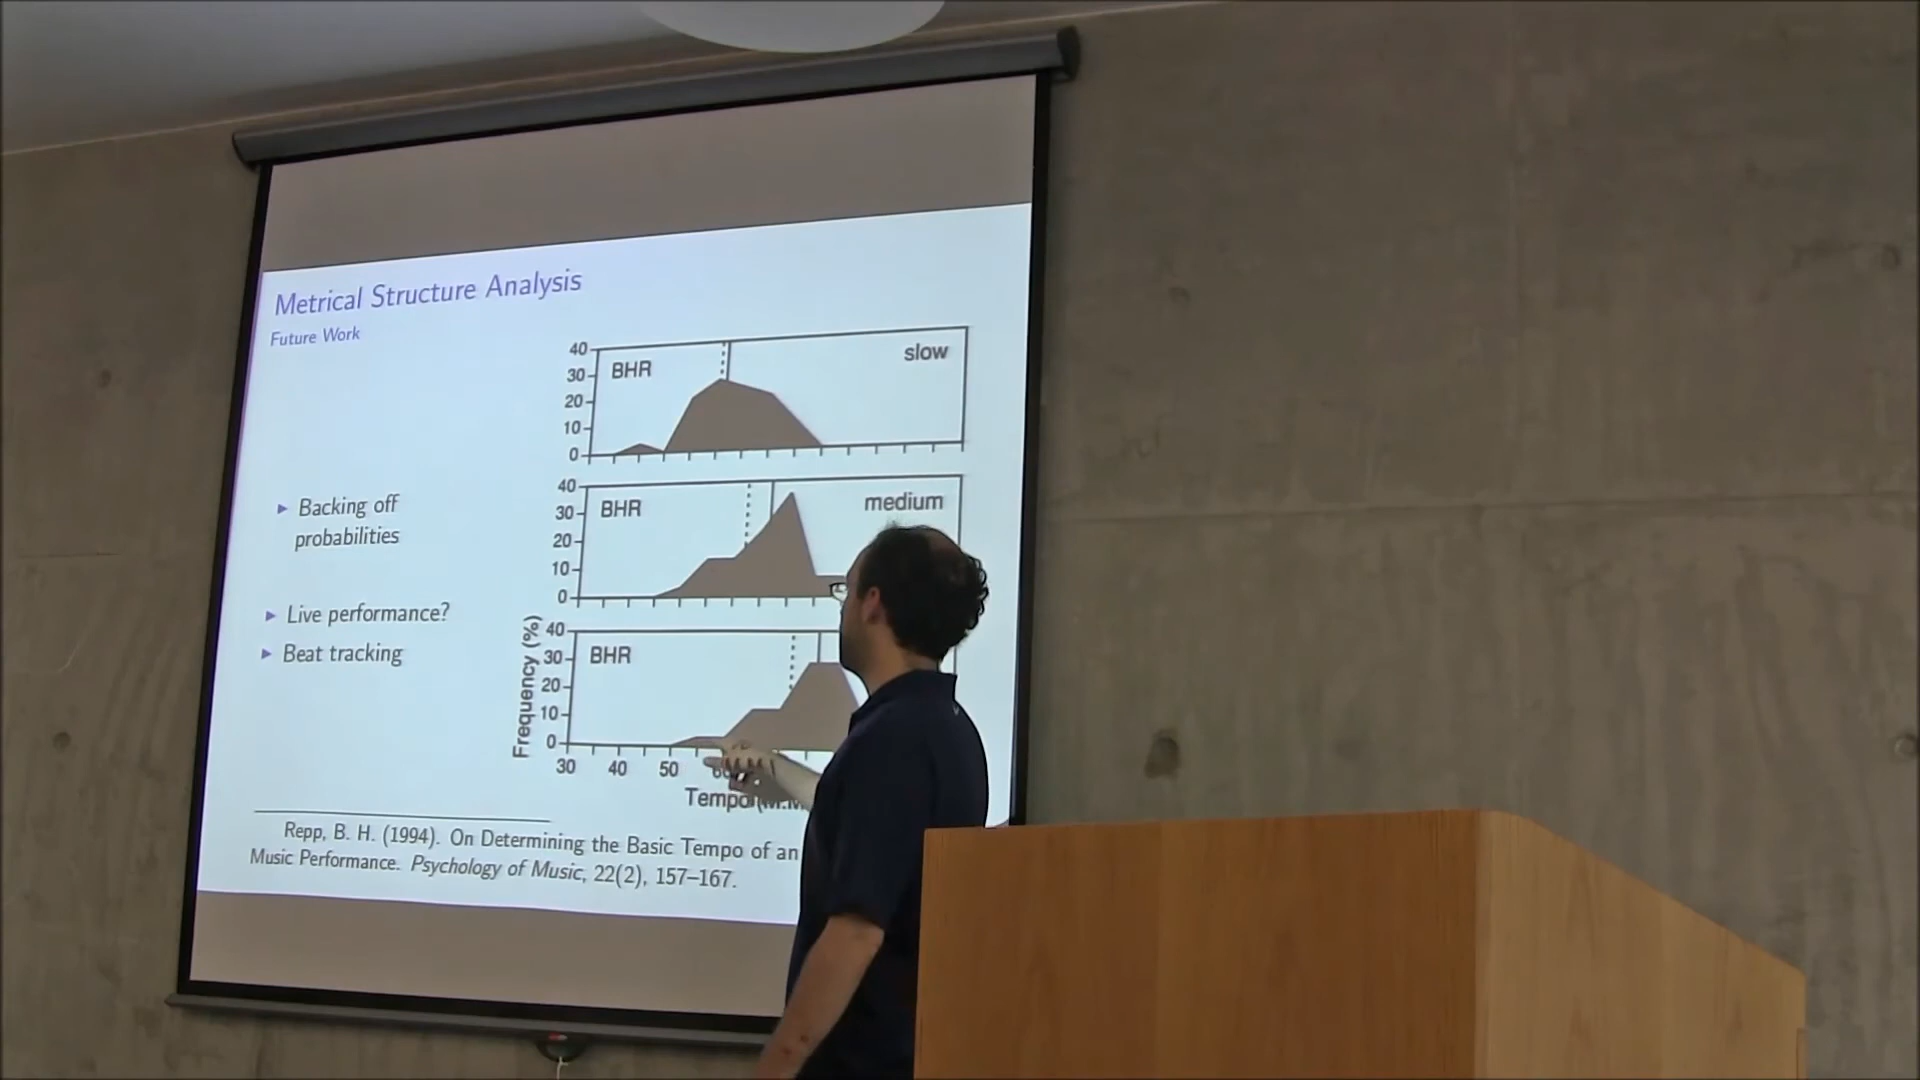 Metrical Structure Analysis
Future Work
▸ Backing off
probabilities
▸ Live performance?
▸ Beat tracking
40
30
20
10
0
BHR
slow
40
30
20
10
0
BHR
medium
Frequency (%)
40
30
20
10
0
BHR
30 40 50
Tempo
Repp, B. H. (1994). On Determining the Basic Tempo of an
Music Performance. Psychology of Music, 22(2), 157–167.